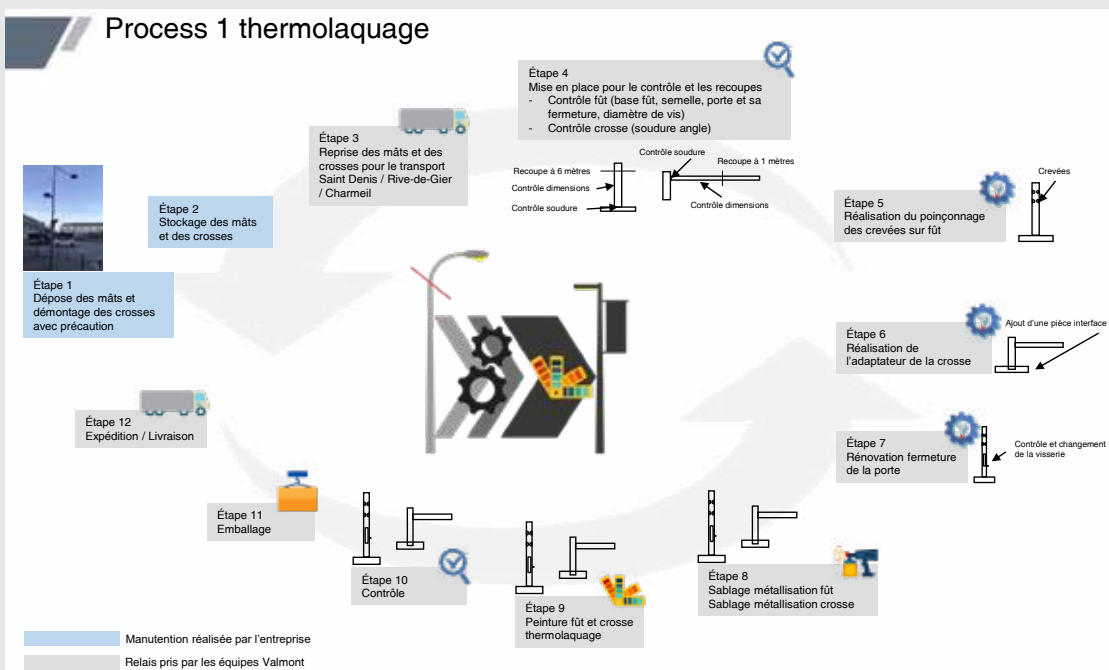 Process 1 thermolaquage
Étape 1
Dépose des mâts et
démontage des crosses
avec précaution
Étape 2
Stockage des mâts
et des crosses
Étape 3
Reprise des mâts et des
crosses pour le transport
Saint Denis / Rive-de-Gier
/ Charmeil
Étape 4
Mise en place pour le contrôle et les recoupes
- Contrôle fût (base fût, semelle, porte et sa
fermeture, diamètre de vis)
- Contrôle crosse (soudure angle)
Contrôle soudure
Recoupe à 6 mètres
Recoupe à 1 mètres
Contrôle dimensions
Contrôle dimensions
Contrôle soudure
Étape 5
Réalisation du poinçonnage
des crevées sur fût
Crevées
Étape 6
Réalisation de
l'adaptateur de la crosse
Ajout d'une pièce interface
Étape 7
Rénovation fermeture
de la porte
Contrôle et changement
de la visserie
Étape 8
Sablage métallisation fût
Sablage métallisation crosse
Étape 9
Peinture fût et crosse
thermolaquage
Étape 10
Contrôle
Étape 11
Emballage
Étape 12
Expédition / Livraison
Manutention réalisée par l'entreprise
Relais pris par les équipes Valmont